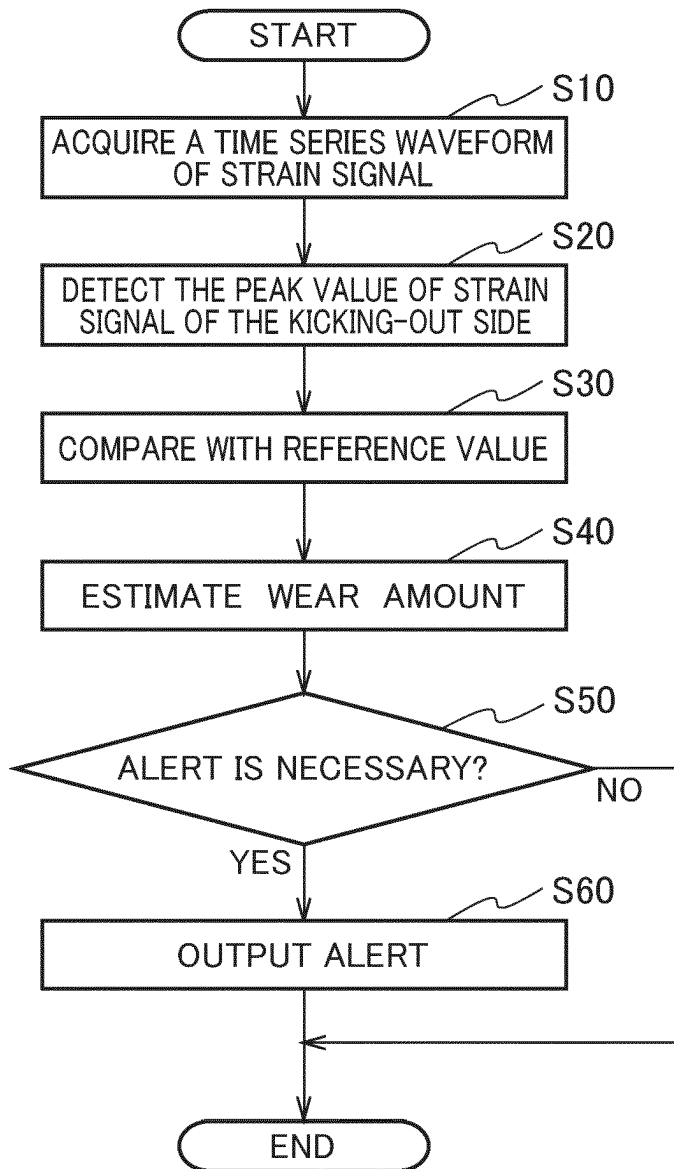 START
S10
ACQUIRE A TIME SERIES WAVEFORM
OF STRAIN SIGNAL
S20
DETECT THE PEAK VALUE OF STRAIN
SIGNAL OF THE KICKING-OUT SIDE
S30
COMPARE WITH REFERENCE VALUE
S40
ESTIMATE WEAR AMOUNT
S50
ALERT IS NECESSARY?
NO
YES
S60
OUTPUT ALERT
END